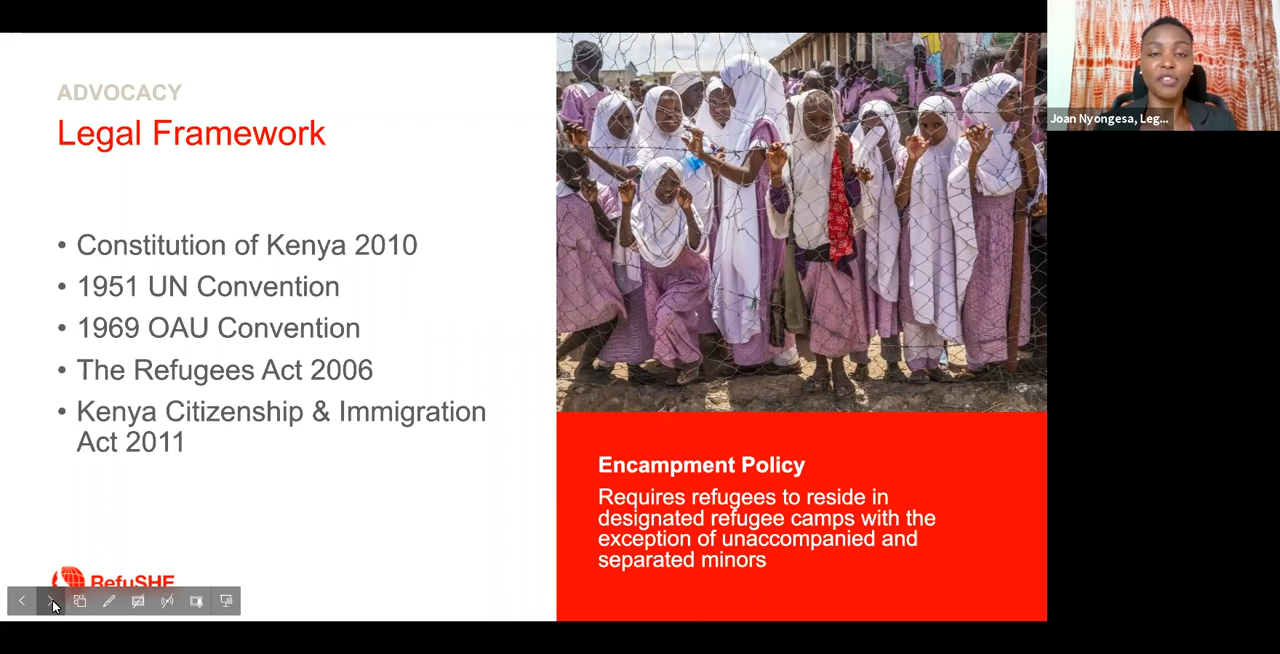 ADVOCACY
Legal Framework
• Constitution of Kenya 2010
• 1951 UN Convention
• 1969 OAU Convention
• The Refugees Act 2006
• Kenya Citizenship & Immigration
Act 2011
RefuSHE
Encampment Policy
Requires refugees to reside in
designated refugee camps with the
exception of unaccompanied and
separated minors
Joan Nyongesa, Leg...